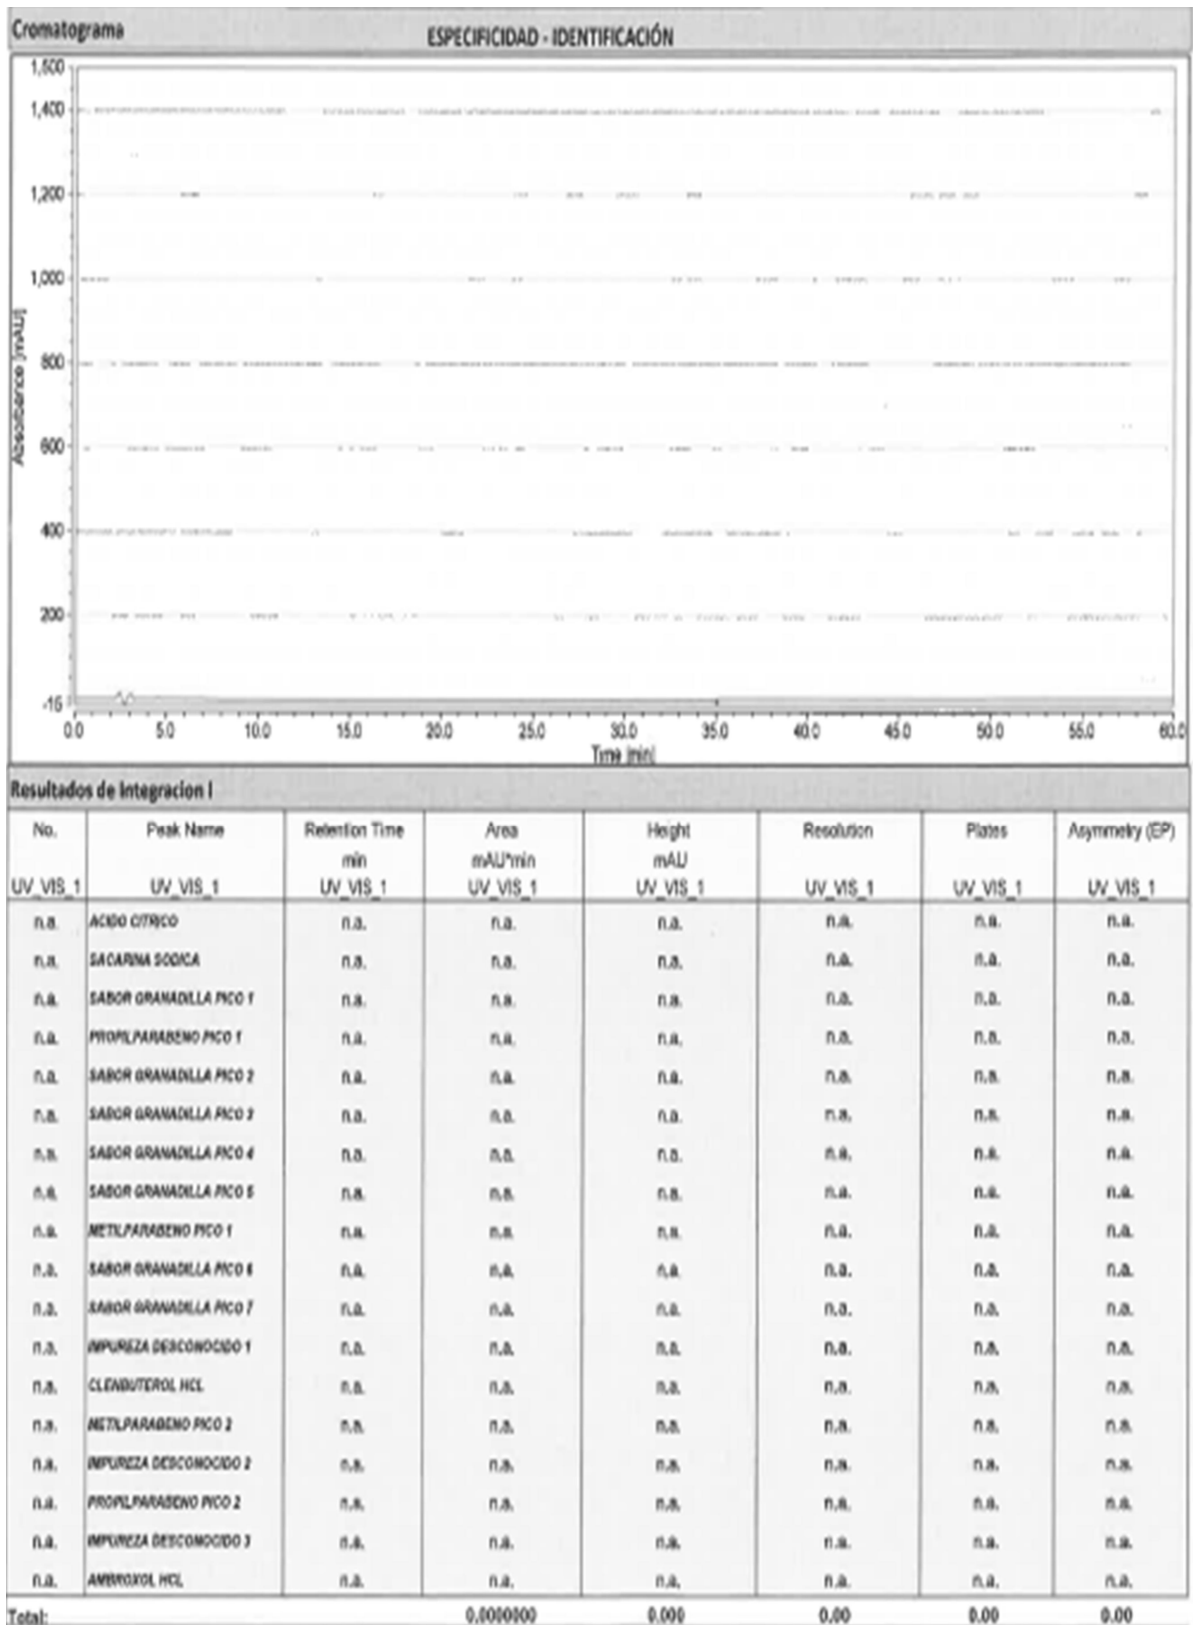 Cromatograma
ESPECIFICIDAD - IDENTIFICACIÓN
1,600
1,400
1,200
1,000
800
600
400
200
-15
Absorbance [mAU]
0.0 5.0 10.0 15.0 20.0 25.0 30.0 35.0 40.0 45.0 50.0 55.0 60.0
Time [min]
Resultados de Integracion I
No. Peak Name Retention Time Area Height Resolution Plates Asymmetry (EP)
min mAU*min mAU
UV_VIS_1 UV_VIS_1 UV_VIS_1 UV_VIS_1 UV_VIS_1 UV_VIS_1 UV_VIS_1 UV_VIS_1
n.a. ACIDO CITRICO n.a. n.a. n.a. n.a. n.a. n.a.
n.a. SACARINA SODICA n.a. n.a. n.a. n.a. n.a. n.a.
n.a. SABOR GRANADILLA PICO 1 n.a. n.a. n.a. n.a. n.a. n.a.
n.a. PROPILPARABENO PICO 1 n.a. n.a. n.a. n.a. n.a. n.a.
n.a. SABOR GRANADILLA PICO 2 n.a. n.a. n.a. n.a. n.a. n.a.
n.a. SABOR GRANADILLA PICO 3 n.a. n.a. n.a. n.a. n.a. n.a.
n.a. SABOR GRANADILLA PICO 4 n.a. n.a. n.a. n.a. n.a. n.a.
n.a. SABOR GRANADILLA PICO 5 n.a. n.a. n.a. n.a. n.a. n.a.
n.a. METILPARABENO PICO 1 n.a. n.a. n.a. n.a. n.a. n.a.
n.a. SABOR GRANADILLA PICO 6 n.a. n.a. n.a. n.a. n.a. n.a.
n.a. SABOR GRANADILLA PICO 7 n.a. n.a. n.a. n.a. n.a. n.a.
n.a. IMPUREZA DESCONOCIDO 1 n.a. n.a. n.a. n.a. n.a. n.a.
n.a. CLENBUTEROL HCL n.a. n.a. n.a. n.a. n.a. n.a.
n.a. METILPARABENO PICO 2 n.a. n.a. n.a. n.a. n.a. n.a.
n.a. IMPUREZA DESCONOCIDO 2 n.a. n.a. n.a. n.a. n.a. n.a.
n.a. PROPILPARABENO PICO 2 n.a. n.a. n.a. n.a. n.a. n.a.
n.a. IMPUREZA DESCONOCIDO 3 n.a. n.a. n.a. n.a. n.a. n.a.
n.a. AMBROXOL HCL n.a. n.a. n.a. n.a. n.a. n.a.
Total: 0.0000000 0.000 0.00 0.00 0.00